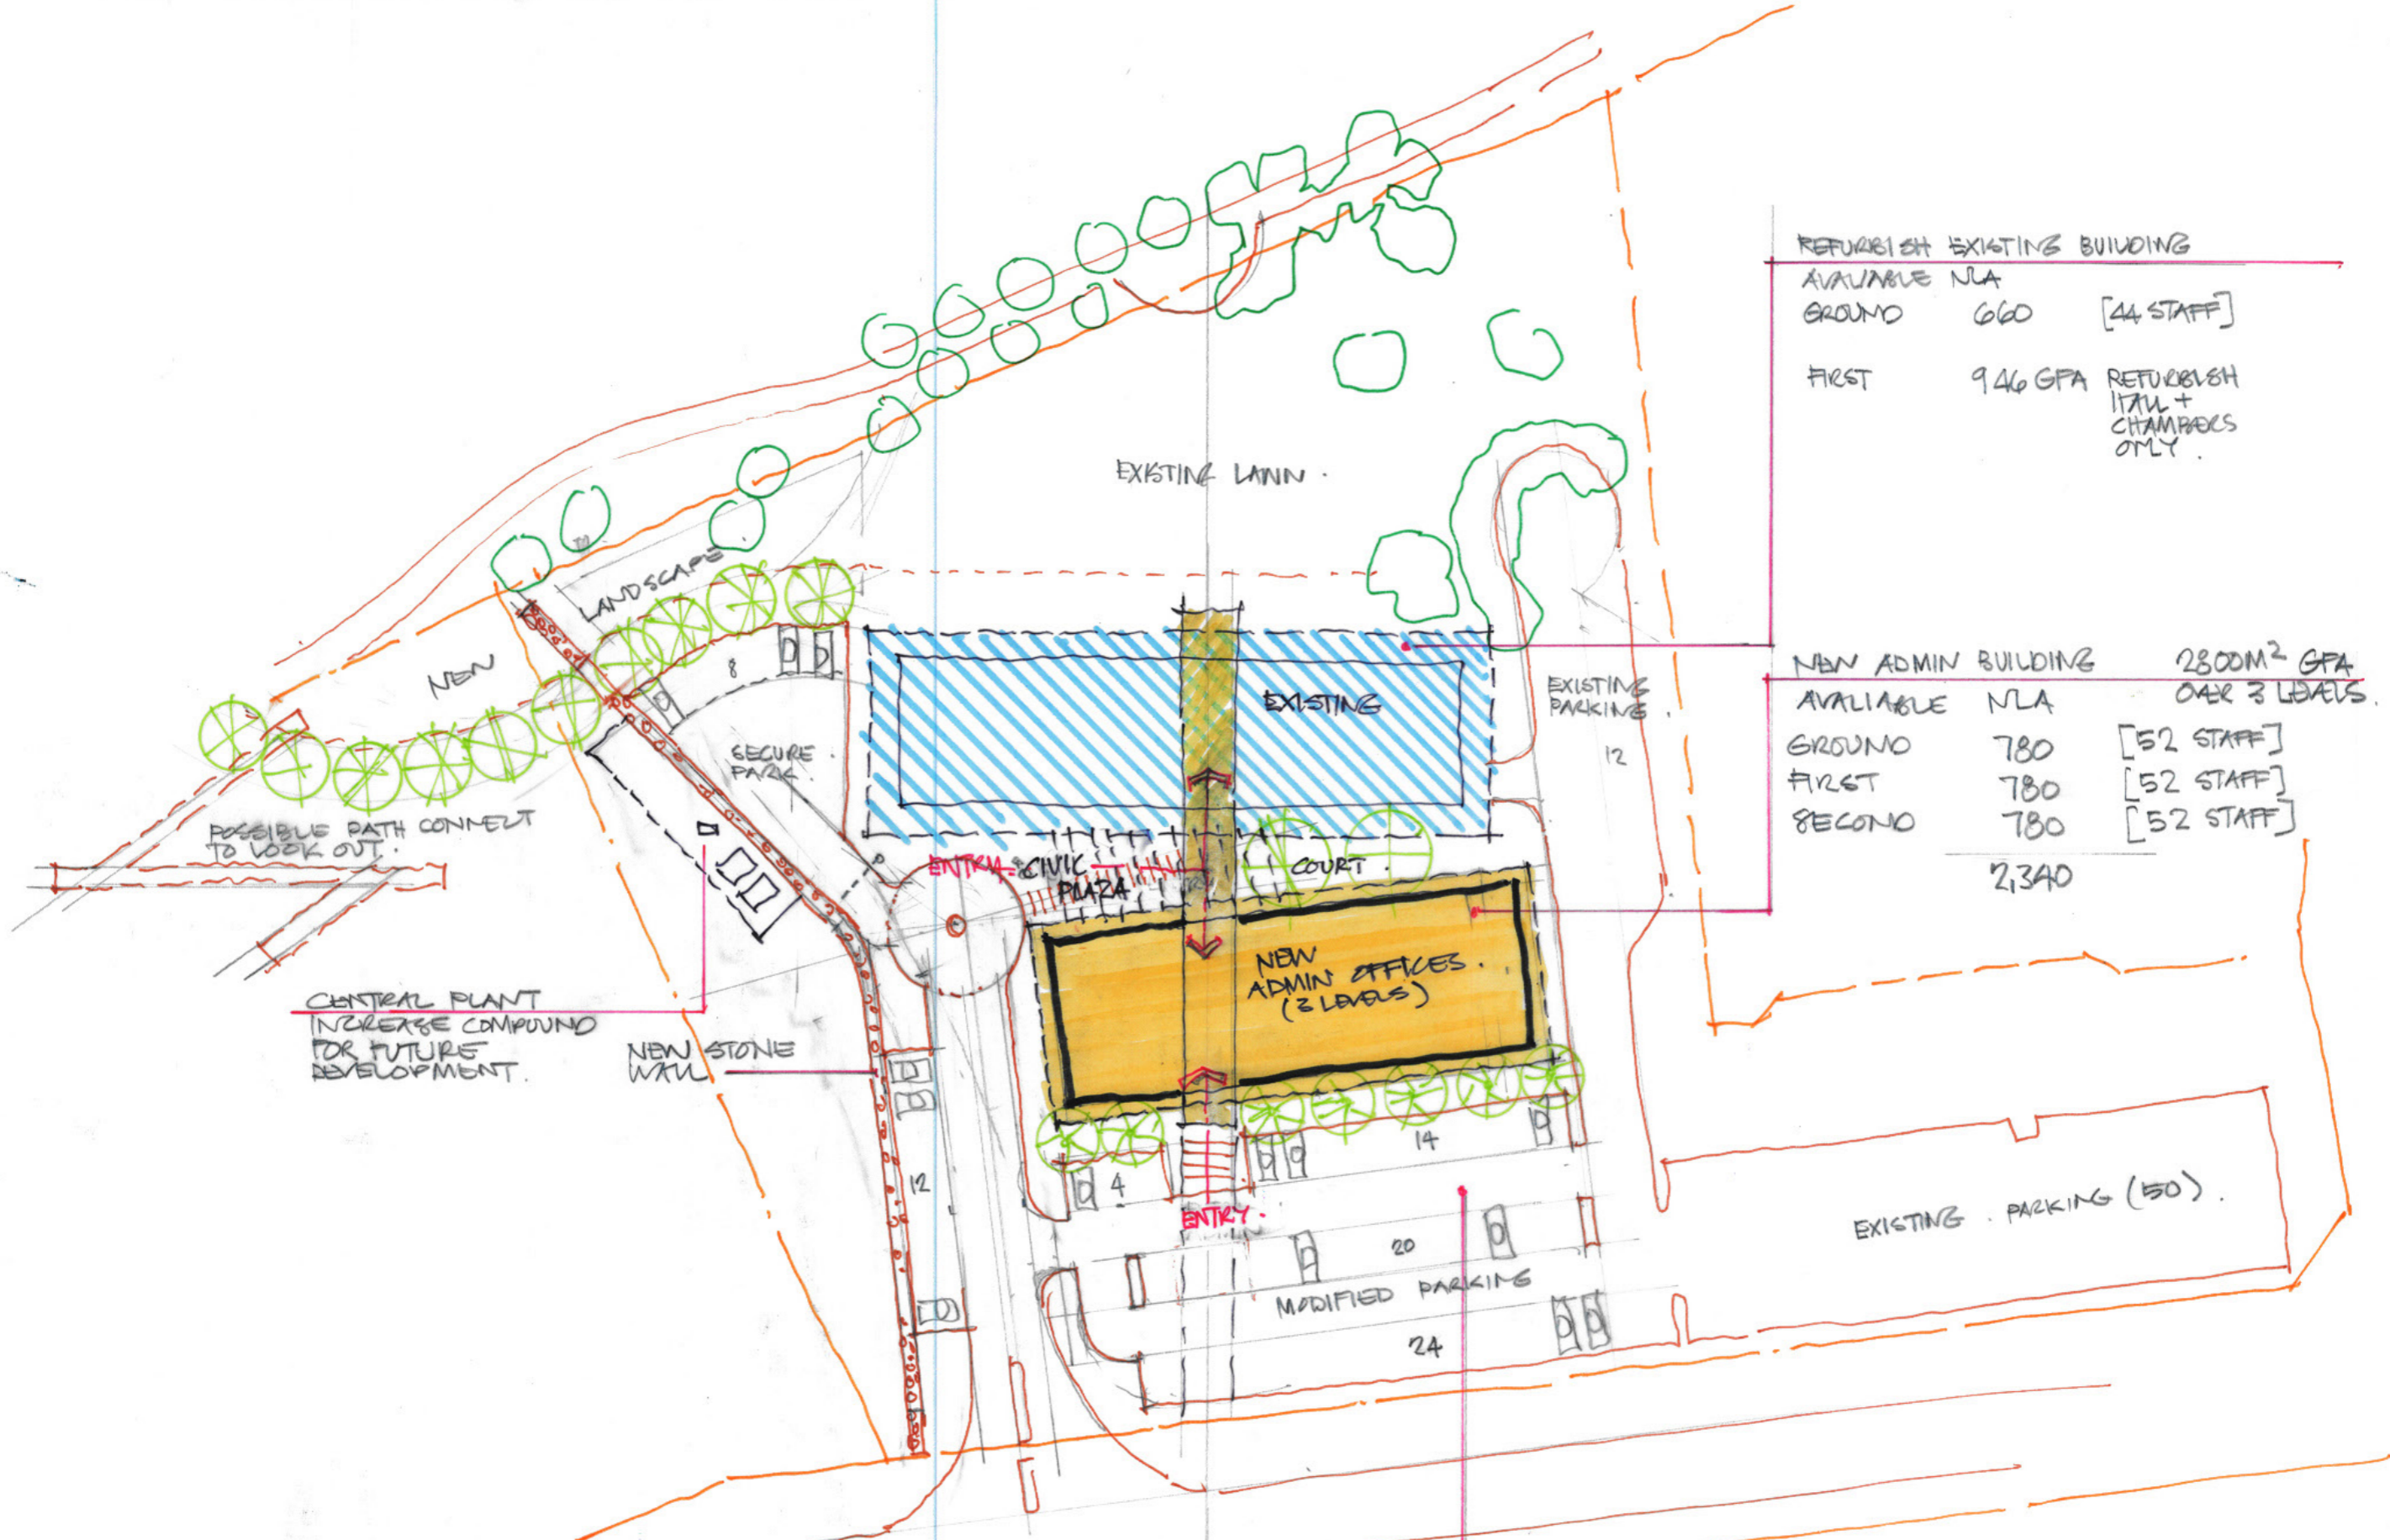 REFURBISH EXISTING BUILDING
AVALIABLE NLA
GROUND 660 [44 STAFF]
FIRST 946 GFA REFURBISH
HALL +
CHAMBERS
ONLY.
NEW ADMIN BUILDING 2800M² GFA
OVER 3 LEVELS.
AVALIABLE NLA
GROUND 780 [52 STAFF]
FIRST 780 [52 STAFF]
SECOND 780 [52 STAFF]
2,340
EXISTING LAWN.
LANDSCAPE.
NEW
8
SECURE
PARK.
EXISTING
EXISTING
PARKING.
12
POSSIBLE PATH CONNECT
TO LOOK OUT.
ENTRY.
CIVIC
PLAZA
COURT.
NEW
ADMIN OFFICES.
(3 LEVELS)
CENTRAL PLANT
INCREASE COMPOUND
FOR FUTURE
DEVELOPMENT.
NEW STONE
WALL
12
4
14
ENTRY.
20
MODIFIED PARKING
24
EXISTING. PARKING (50).